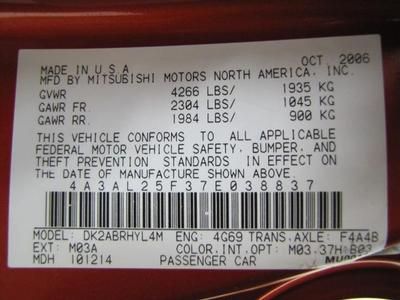 MADE IN U.S.A OCT. 2006
MFD BY MITSUBISHI MOTORS NORTH AMERICA, INC.
GVWR 4266 LBS/ 1935 KG
GAWR FR. 2304 LBS/ 1045 KG
GAWR RR. 1984 LBS/ 900 KG
THIS VEHICLE CONFORMS TO ALL APPLICABLE
FEDERAL MOTOR VEHICLE SAFETY, BUMPER, AND
THEFT PREVENTION STANDARDS IN EFFECT ON
THE DATE OF MANUFACTURE SHOWN ABOVE.
4A3AL25F37E038837
MODEL: DK2ABRHYL4M ENG: 4G69 TRANS.AXLE: F4A4B
EXT: M03A COLOR.INT.OPT: M03.37H:B03
MDH 101214 PASSENGER CAR